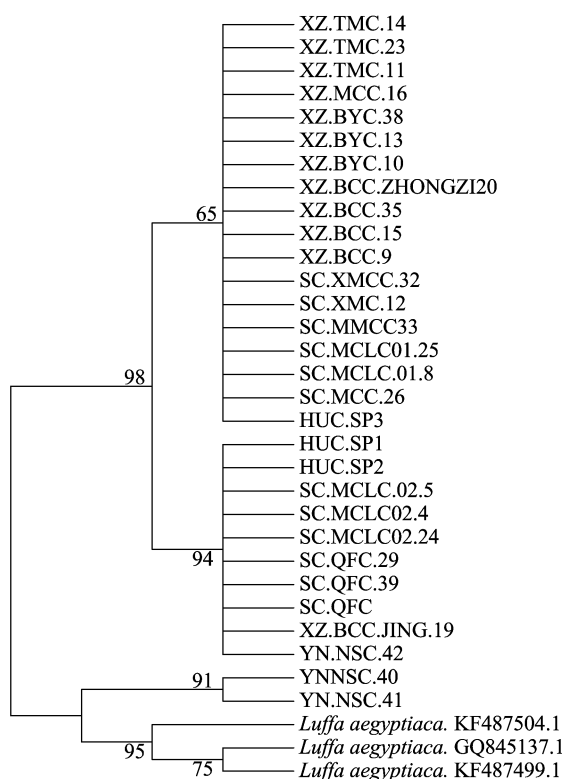 XZ.TMC.14
XZ.TMC.23
XZ.TMC.11
XZ.MCC.16
XZ.BYC.38
XZ.BYC.13
XZ.BYC.10
XZ.BCC.ZHONGZI20
65
XZ.BCC.35
XZ.BCC.15
XZ.BCC.9
SC.XMCC.32
SC.XMC.12
SC.MMCC33
SC.MCLC01.25
98
SC.MCLC.01.8
SC.MCC.26
HUC.SP3
HUC.SP1
HUC.SP2
SC.MCLC.02.5
SC.MCLC02.4
SC.MCLC02.24
94
SC.QFC.29
SC.QFC.39
SC.QFC
XZ.BCC.JING.19
YN.NSC.42
91
YNNSC.40
YN.NSC.41
Luffa aegyptiaca. KF487504.1
95
Luffa aegyptiaca. GQ845137.1
75
Luffa aegyptiaca. KF487499.1